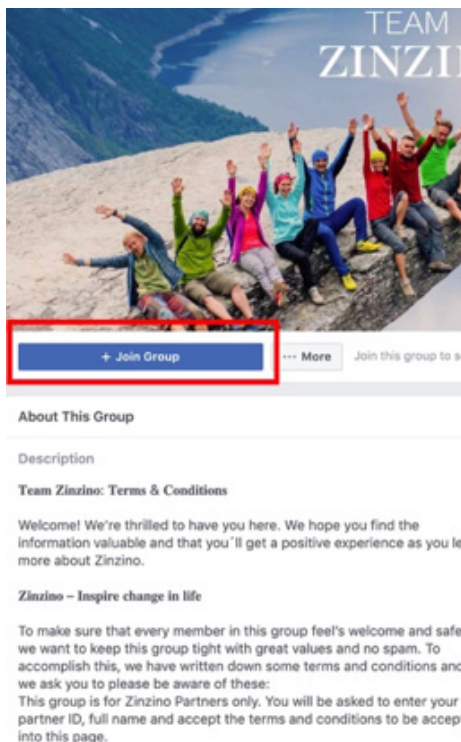 TEAM
ZINZI
+ Join Group
··· More
Join this group to s
About This Group
Description
Team Zinzino: Terms & Conditions
Welcome! We're thrilled to have you here. We hope you find the
information valuable and that you´ll get a positive experience as you le
more about Zinzino.
Zinzino – Inspire change in life
To make sure that every member in this group feel's welcome and safe
we want to keep this group tight with great values and no spam. To
accomplish this, we have written down some terms and conditions and
we ask you to please be aware of these:
This group is for Zinzino Partners only. You will be asked to enter your
partner ID, full name and accept the terms and conditions to be accept
into this page.